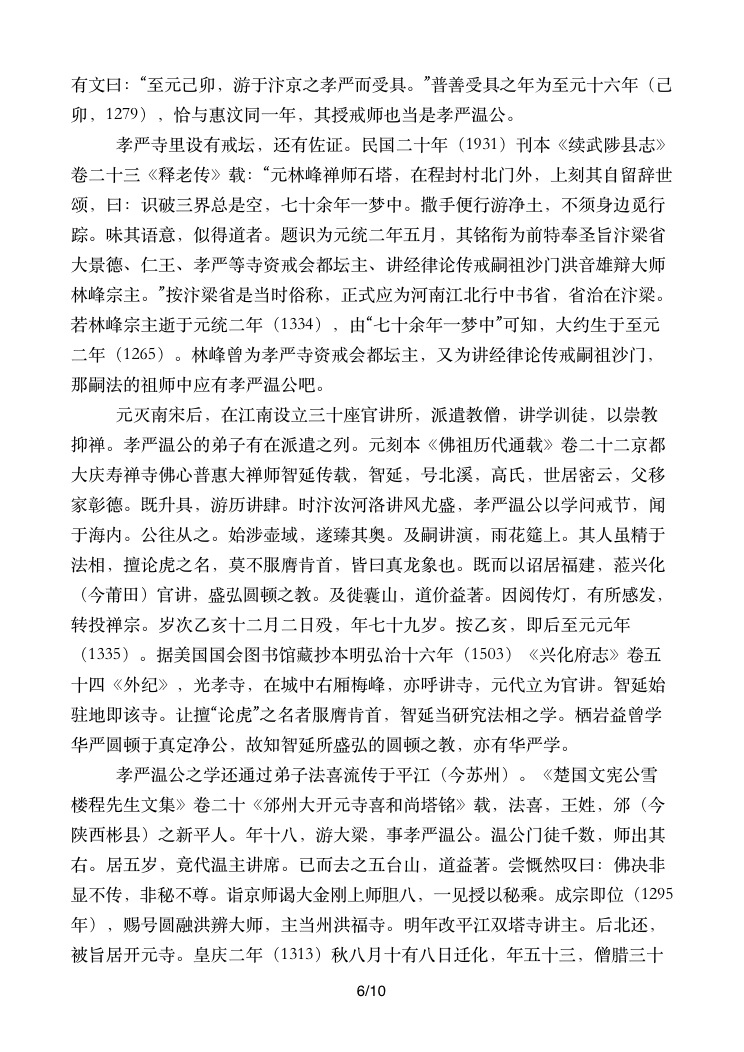 有文曰：“至元己卯，游于汴京之孝严而受具。”普善受具之年为至元十六年（己
卯，1279），恰与惠汶同一年，其授戒师也当是孝严温公。
孝严寺里设有戒坛，还有佐证。民国二十年（1931）刊本《续武陟县志》
卷二十三《释老传》载：“元林峰禅师石塔，在程封村北门外，上刻其自留辞世
颂，曰：识破三界总是空，七十余年一梦中。撒手便行游净土，不须身边觅行
踪。味其语意，似得道者。题识为元统二年五月，其铭衔为前特奉圣旨汴梁省
大景德、仁王、孝严等寺资戒会都坛主、讲经律论传戒嗣祖沙门洪音雄辩大师
林峰宗主。”按汴梁省是当时俗称，正式应为河南江北行中书省，省治在汴梁。
若林峰宗主逝于元统二年（1334），由“七十余年一梦中”可知，大约生于至元
二年（1265）。林峰曾为孝严寺资戒会都坛主，又为讲经律论传戒嗣祖沙门，
那嗣法的祖师中应有孝严温公吧。
元灭南宋后，在江南设立三十座官讲所，派遣教僧，讲学训徒，以崇教
抑禅。孝严温公的弟子有在派遣之列。元刻本《佛祖历代通载》卷二十二京都
大庆寿禅寺佛心普惠大禅师智延传载，智延，号北溪，高氏，世居密云，父移
家彰德。既升具，游历讲肆。时汴汝河洛讲风尤盛，孝严温公以学问戒节，闻
于海内。公往从之。始涉壶域，遂臻其奥。及嗣讲演，雨花筵上。其人虽精于
法相，擅论虎之名，莫不服膺肯首，皆曰真龙象也。既而以诏居福建，莅兴化
（今莆田）官讲，盛弘圆顿之教。及徙囊山，道价益著。因阅传灯，有所感发，
转投禅宗。岁次乙亥十二月二日殁，年七十九岁。按乙亥，即后至元元年
（1335）。据美国国会图书馆藏抄本明弘治十六年（1503）《兴化府志》卷五
十四《外纪》，光孝寺，在城中右厢梅峰，亦呼讲寺，元代立为官讲。智延始
驻地即该寺。让擅“论虎”之名者服膺肯首，智延当研究法相之学。栖岩益曾学
华严圆顿于真定净公，故知智延所盛弘的圆顿之教，亦有华严学。
孝严温公之学还通过弟子法喜流传于平江（今苏州）。《楚国文宪公雪
楼程先生文集》卷二十《邠州大开元寺喜和尚塔铭》载，法喜，王姓，邠（今
陕西彬县）之新平人。年十八，游大梁，事孝严温公。温公门徒千数，师出其
右。居五岁，竟代温主讲席。已而去之五台山，道益著。尝慨然叹曰：佛决非
显不传，非秘不尊。诣京师谒大金刚上师胆八，一见授以秘乘。成宗即位（1295
年），赐号圆融洪辨大师，主当州洪福寺。明年改平江双塔寺讲主。后北还，
被旨居开元寺。皇庆二年（1313）秋八月十有八日迁化，年五十三，僧腊三十
6/10